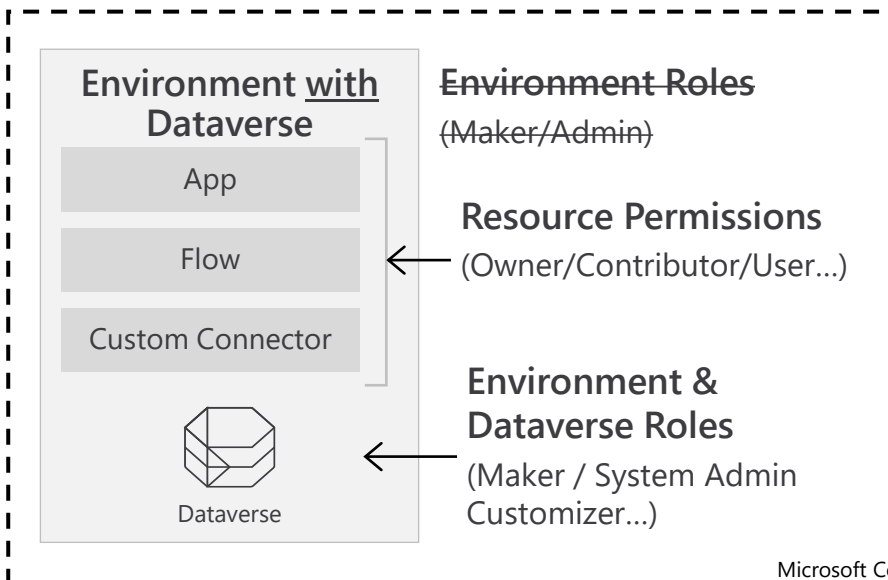 Environment with
Dataverse
App
Flow
Custom Connector
Dataverse
Environment Roles
(Maker/Admin)
Resource Permissions
(Owner/Contributor/User...)
Environment &
Dataverse Roles
(Maker / System Admin
Customizer...)
Microsoft